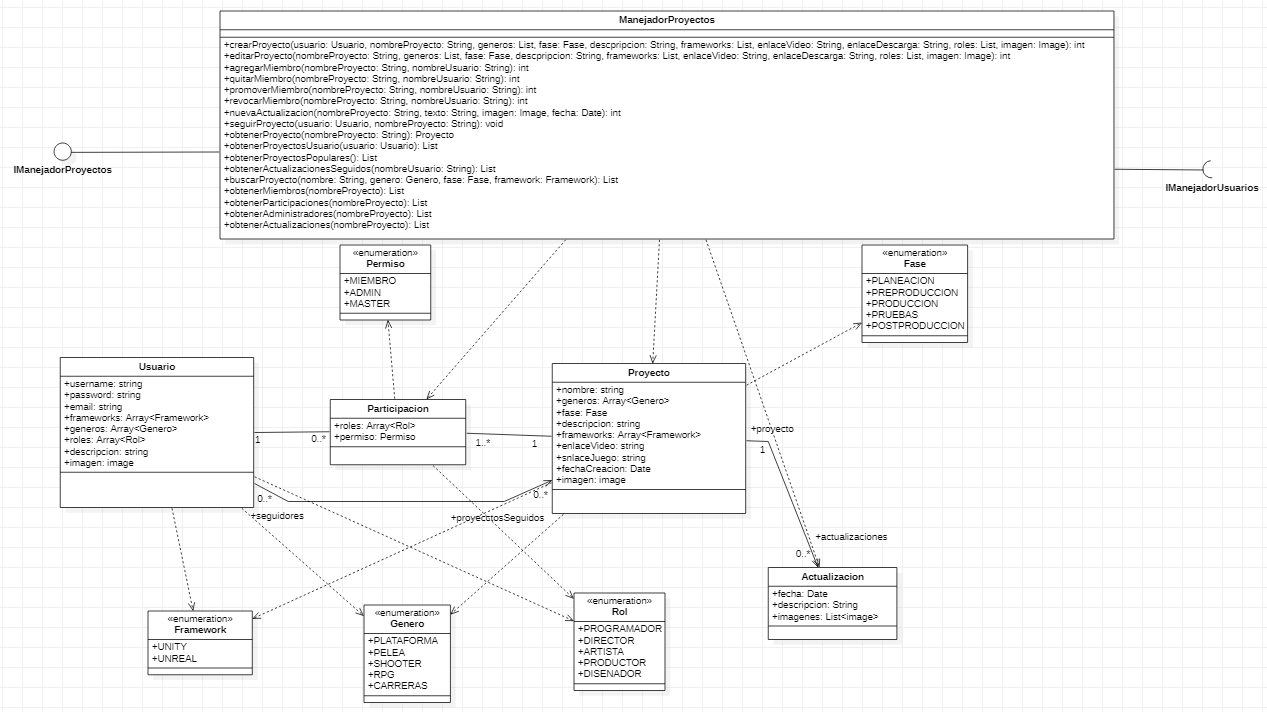 ManejadorProyectos
+crearProyecto(usuario: Usuario, nombreProyecto: String, generos: List, fase: Fase, descpripcion: String, frameworks: List, enlaceVideo: String, enlaceDescarga: String, roles: List, imagen: Image): int
+editarProyecto(nombreProyecto: String, generos: List, fase: Fase, descpripcion: String, frameworks: List, enlaceVideo: String, enlaceDescarga: String, roles: List, imagen: Image): int
+agregarMiembro(nombreProyecto: String, nombreUsuario: String): int
+quitarMiembro(nombreProyecto: String, nombreUsuario: String): int
+promoverMiembro(nombreProyecto: String, nombreUsuario: String): int
+revocarMiembro(nombreProyecto: String, nombreUsuario: String): int
+nuevaActualizacion(nombreProyecto: String, texto: String, imagen: Image, fecha: Date): int
+seguirProyecto(usuario: Usuario, nombreProyecto: String): void
+obtenerProyecto(nombreProyecto: String): Proyecto
+obtenerProyectosUsuario(usuario: Usuario): List
+obtenerProyectosPopulares(): List
+obtenerActualizacionesSeguidos(nombreUsuario: String): List
+buscarProyecto(nombre: String, genero: Genero, fase: Fase, framework: Framework): List
+obtenerMiembros(nombreProyecto): List
+obtenerParticipaciones(nombreProyecto): List
+obtenerAdministradores(nombreProyecto): List
+obtenerActualizaciones(nombreProyecto): List
IManejadorProyectos
IManejadorUsuarios
«enumeration»
Permiso
+MIEMBRO
+ADMIN
+MASTER
«enumeration»
Fase
+PLANEACION
+PREPRODUCCION
+PRODUCCION
+PRUEBAS
+POSTPRODUCCION
Usuario
+username: string
+password: string
+email: string
+frameworks: Array<Framework>
+generos: Array<Genero>
+roles: Array<Rol>
+descripcion: string
+imagen: image
Participacion
+roles: Array<Rol>
+permiso: Permiso
Proyecto
+nombre: string
+generos: Array<Genero>
+fase: Fase
+descripcion: string
+frameworks: Array<Framework>
+enlaceVideo: string
+snlaceJuego: string
+fechaCreacion: Date
+imagen: image
1
0..*
1..*
1
+proyecto
1
0..*
+seguidores
0..*
+proyecctosSeguidos
+actualizaciones
0..*
Actualizacion
+fecha: Date
+descripcion: String
+imagenes: List<image>
«enumeration»
Framework
+UNITY
+UNREAL
«enumeration»
Genero
+PLATAFORMA
+PELEA
+SHOOTER
+RPG
+CARRERAS
«enumeration»
Rol
+PROGRAMADOR
+DIRECTOR
+ARTISTA
+PRODUCTOR
+DISENADOR